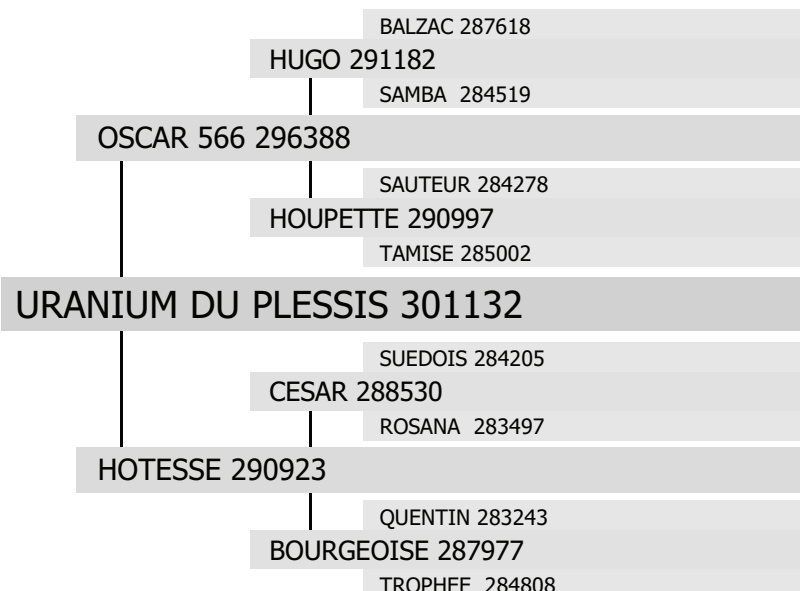 BALZAC 287618
HUGO 291182
SAMBA 284519
OSCAR 566 296388
SAUTEUR 284278
HOUPETTE 290997
TAMISE 285002
URANIUM DU PLESSIS 301132
SUEDOIS 284205
CESAR 288530
ROSANA 283497
HOTESSE 290923
QUENTIN 283243
BOURGEOISE 287977
TROPHEE 284808